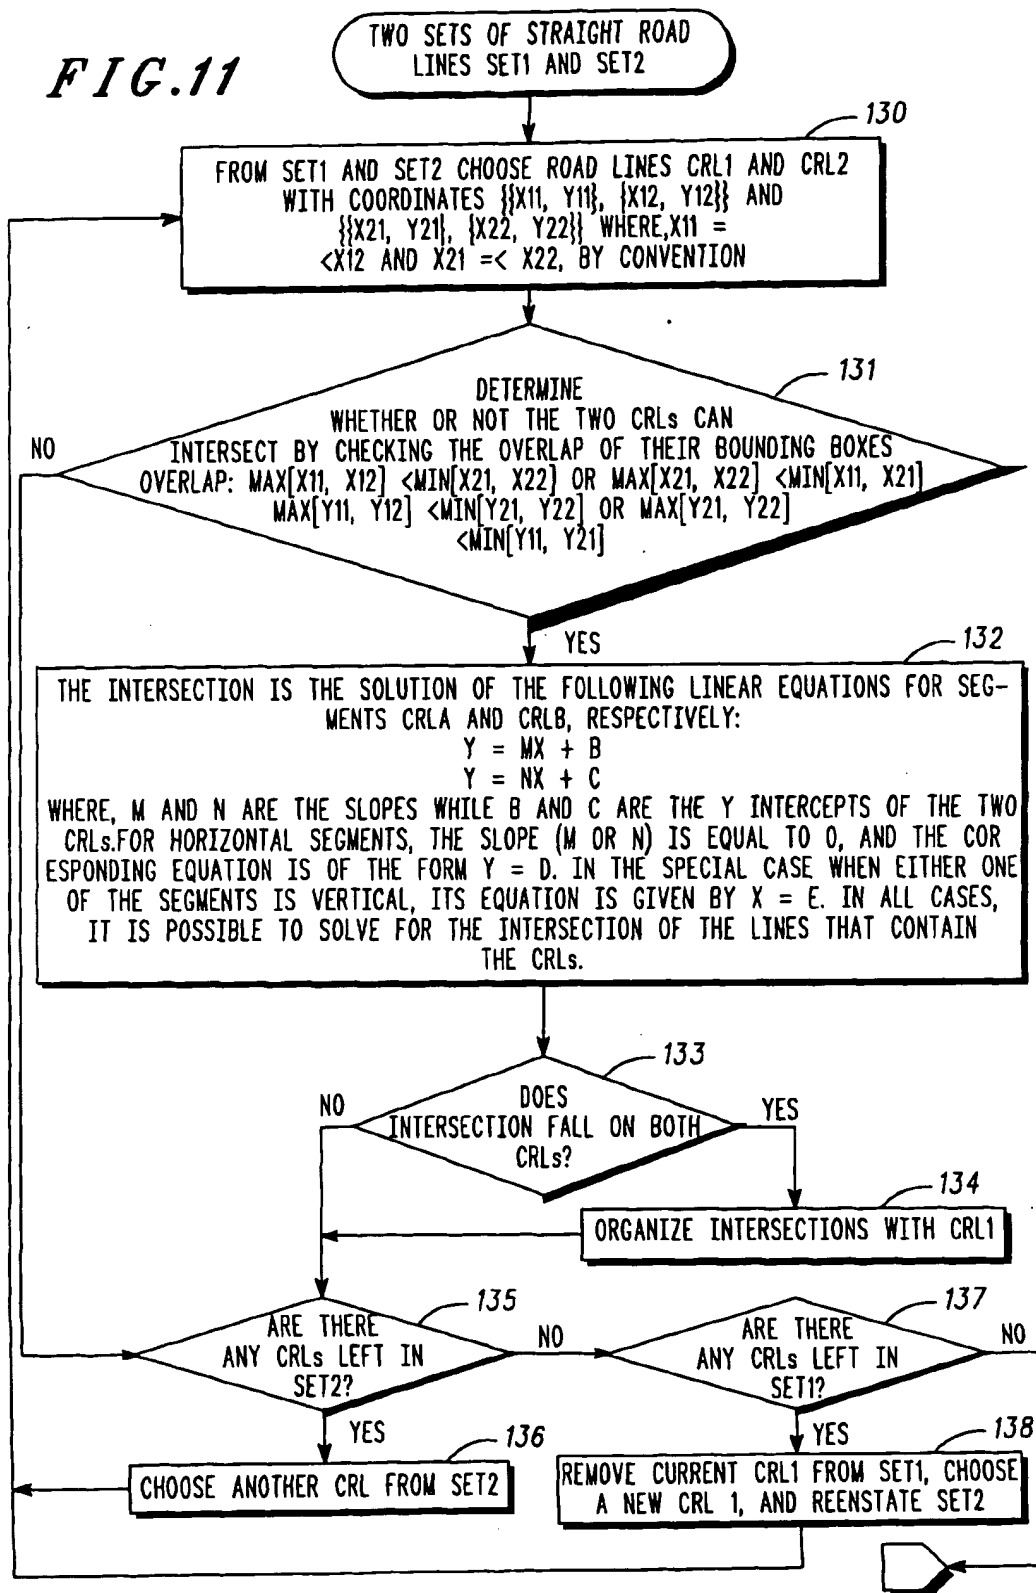 FIG.11
TWO SETS OF STRAIGHT ROAD
LINES SET1 AND SET2
130
FROM SET1 AND SET2 CHOOSE ROAD LINES CRL1 AND CRL2
WITH COORDINATES {{X11, Y11}, {X12, Y12}} AND
{{X21, Y21}, {X22, Y22}} WHERE,X11 =
<X12 AND X21 =< X22, BY CONVENTION
131
DETERMINE
WHETHER OR NOT THE TWO CRLs CAN
INTERSECT BY CHECKING THE OVERLAP OF THEIR BOUNDING BOXES
OVERLAP: MAX[X11, X12] <MIN[X21, X22] OR MAX[X21, X22] <MIN[X11, X21]
MAX[Y11, Y12] <MIN[Y21, Y22] OR MAX[Y21, Y22]
<MIN[Y11, Y21]
NO
YES
132
THE INTERSECTION IS THE SOLUTION OF THE FOLLOWING LINEAR EQUATIONS FOR SEG-
MENTS CRLA AND CRLB, RESPECTIVELY:
Y = MX + B
Y = NX + C
WHERE, M AND N ARE THE SLOPES WHILE B AND C ARE THE Y INTERCEPTS OF THE TWO
CRLs.FOR HORIZONTAL SEGMENTS, THE SLOPE (M OR N) IS EQUAL TO 0, AND THE COR
ESPONDING EQUATION IS OF THE FORM Y = D. IN THE SPECIAL CASE WHEN EITHER ONE
OF THE SEGMENTS IS VERTICAL, ITS EQUATION IS GIVEN BY X = E. IN ALL CASES,
IT IS POSSIBLE TO SOLVE FOR THE INTERSECTION OF THE LINES THAT CONTAIN
THE CRLs.
133
DOES
INTERSECTION FALL ON BOTH
CRLs?
NO
YES
134
ORGANIZE INTERSECTIONS WITH CRL1
135
ARE THERE
ANY CRLs LEFT IN
SET2?
NO
YES
137
ARE THERE
ANY CRLs LEFT IN
SET1?
NO
YES
136
CHOOSE ANOTHER CRL FROM SET2
138
REMOVE CURRENT CRL1 FROM SET1, CHOOSE
A NEW CRL 1, AND REENSTATE SET2